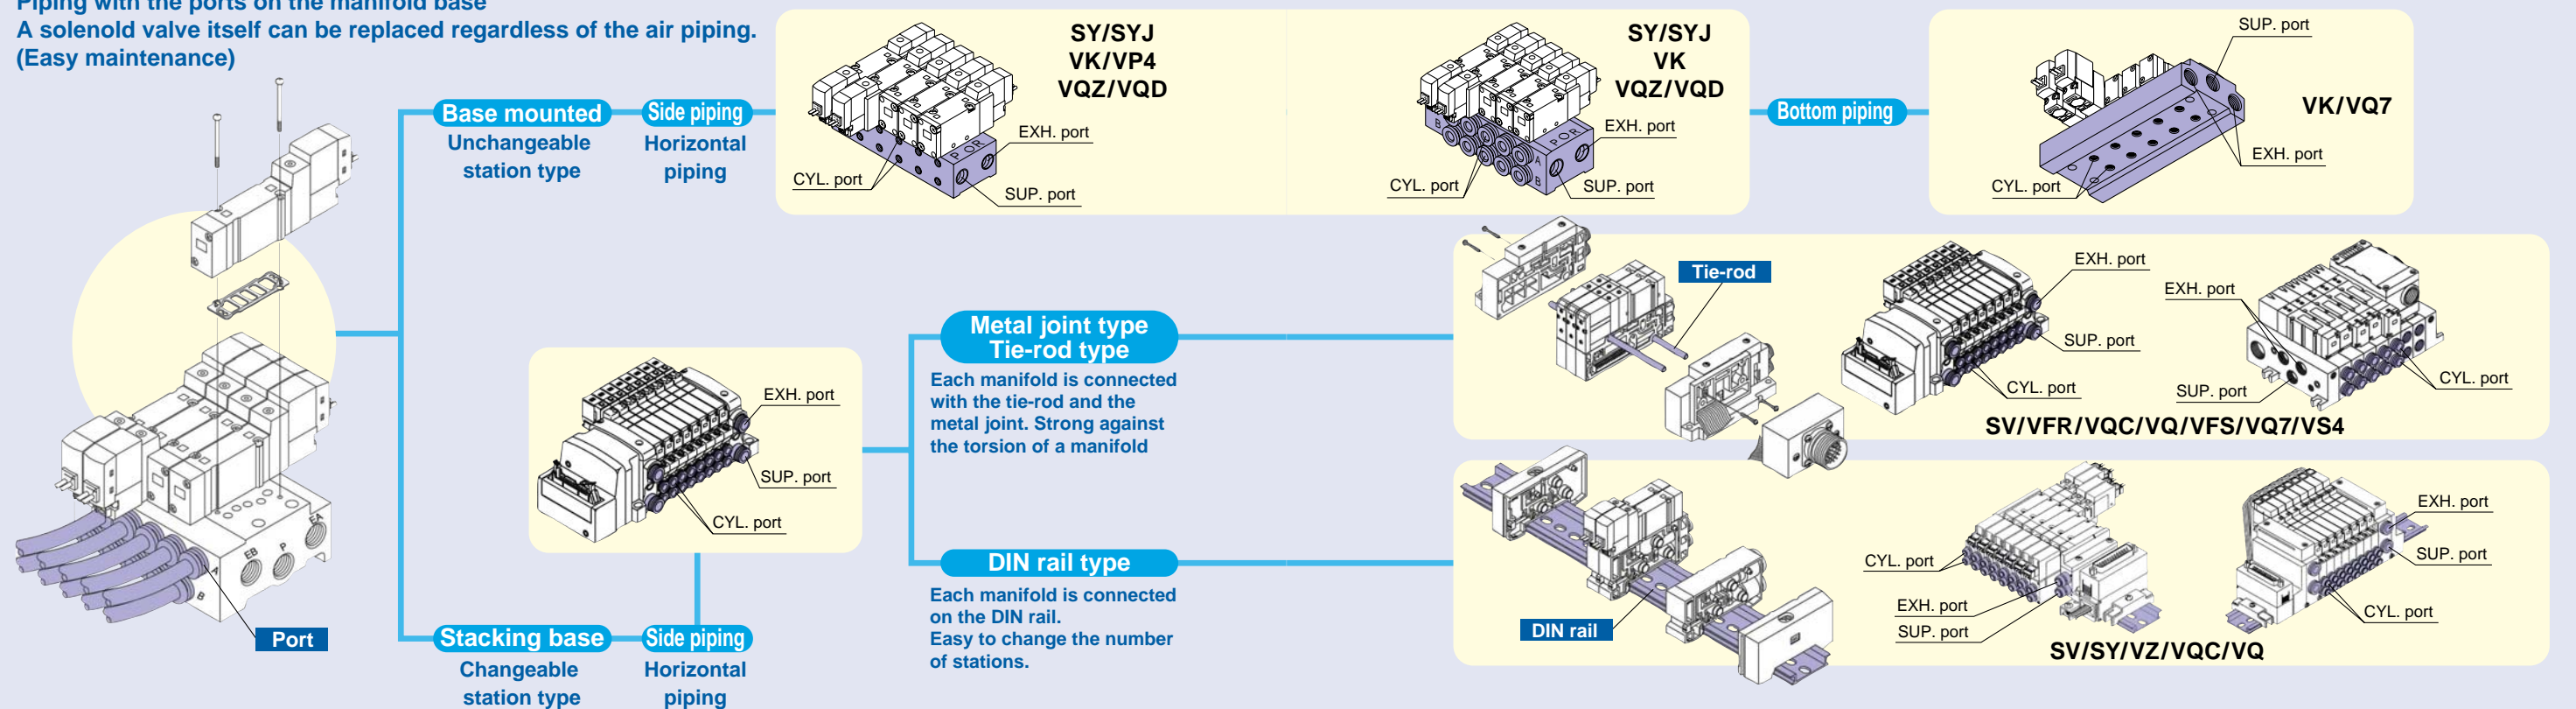 Piping with the ports on the manifold base
A solenold valve itself can be replaced regardless of the air piping.
(Easy maintenance)
Base mounted
Unchangeable
station type
Side piping
Horizontal
piping
SY/SYJ
VK/VP4
VQZ/VQD
EXH. port
CYL. port
SUP. port
P
R
SY/SYJ
VK
VQZ/VQD
EXH. port
CYL. port
SUP. port
B
P
R
A
B
Bottom piping
SUP. port
VK/VQ7
EXH. port
CYL. port
EXH. port
SUP. port
CYL. port
Metal joint type
Tie-rod type
Each manifold is connected
with the tie-rod and the
metal joint. Strong against
the torsion of a manifold
Tie-rod
EXH. port
SUP. port
CYL. port
EXH. port
SUP. port
CYL. port
SV/VFR/VQC/VQ/VFS/VQ7/VS4
DIN rail type
Each manifold is connected
on the DIN rail.
Easy to change the number
of stations.
DIN rail
CYL. port
EXH. port
SUP. port
EXH. port
SUP. port
CYL. port
SV/SY/VZ/VQC/VQ
EA
EB
P
A
B
Port
Stacking base
Changeable
station type
Side piping
Horizontal
piping